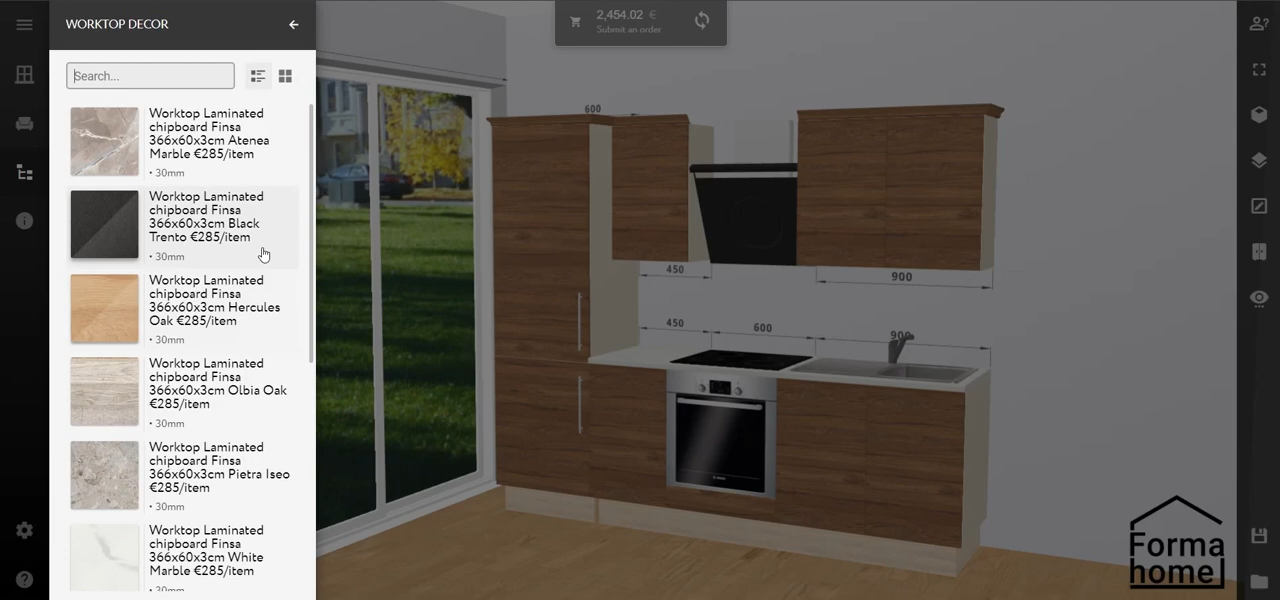 WORKTOP DECOR
Search...
Worktop Laminated
chipboard Finsa
366x60x3cm Atenea
Marble €285/item
• 30mm
Worktop Laminated
chipboard Finsa
366x60x3cm Black
Trento €285/item
• 30mm
Worktop Laminated
chipboard Finsa
366x60x3cm Hercules
Oak €285/item
• 30mm
Worktop Laminated
chipboard Finsa
366x60x3cm Olbia Oak
€285/item
• 30mm
Worktop Laminated
chipboard Finsa
366x60x3cm Pietra Iseo
€285/item
• 30mm
Worktop Laminated
chipboard Finsa
366x60x3cm White
Marble €285/item
• 30mm
2,454.02 €
Submit an order
600
450
900
450
600
900
Forma
home